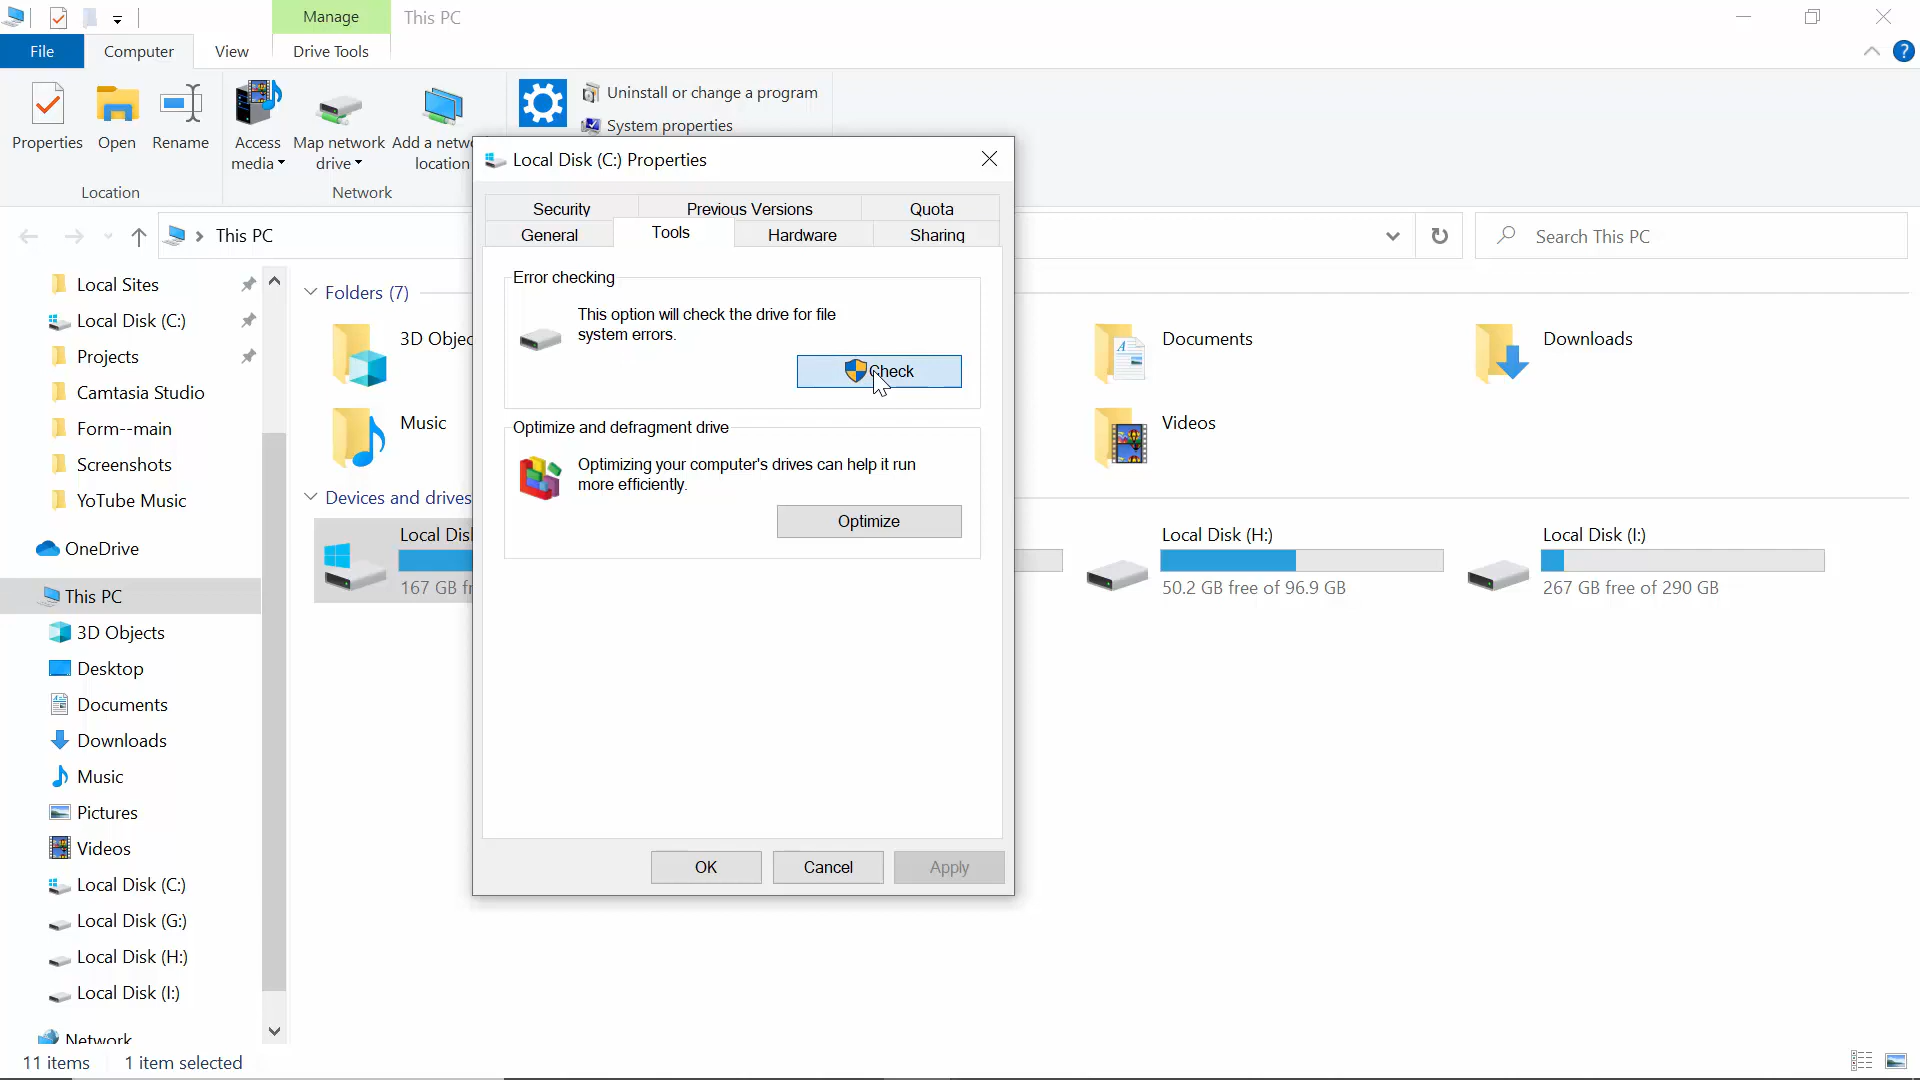 Manage
This PC
File
Computer
View
Drive Tools
Properties
Open
Rename
Access media
Map network drive
Add a netw
location
Uninstall or change a program
System properties
Location
Network
This PC
Search This PC
Local Sites
Local Disk (C:)
Projects
Camtasia Studio
Form--main
Screenshots
YoTube Music
OneDrive
This PC
3D Objects
Desktop
Documents
Downloads
Music
Pictures
Videos
Local Disk (C:)
Local Disk (G:)
Local Disk (H:)
Local Disk (I:)
Network
Folders (7)
3D Objec
Documents
Downloads
Music
Videos
Devices and drives
Local Dis
167 GB fr
Local Disk (H:)
50.2 GB free of 96.9 GB
Local Disk (I:)
267 GB free of 290 GB
Local Disk (C:) Properties
Security
Previous Versions
Quota
General
Tools
Hardware
Sharing
Error checking
This option will check the drive for file
system errors.
Check
Optimize and defragment drive
Optimizing your computer's drives can help it run
more efficiently.
Optimize
OK
Cancel
Apply
11 items
1 item selected